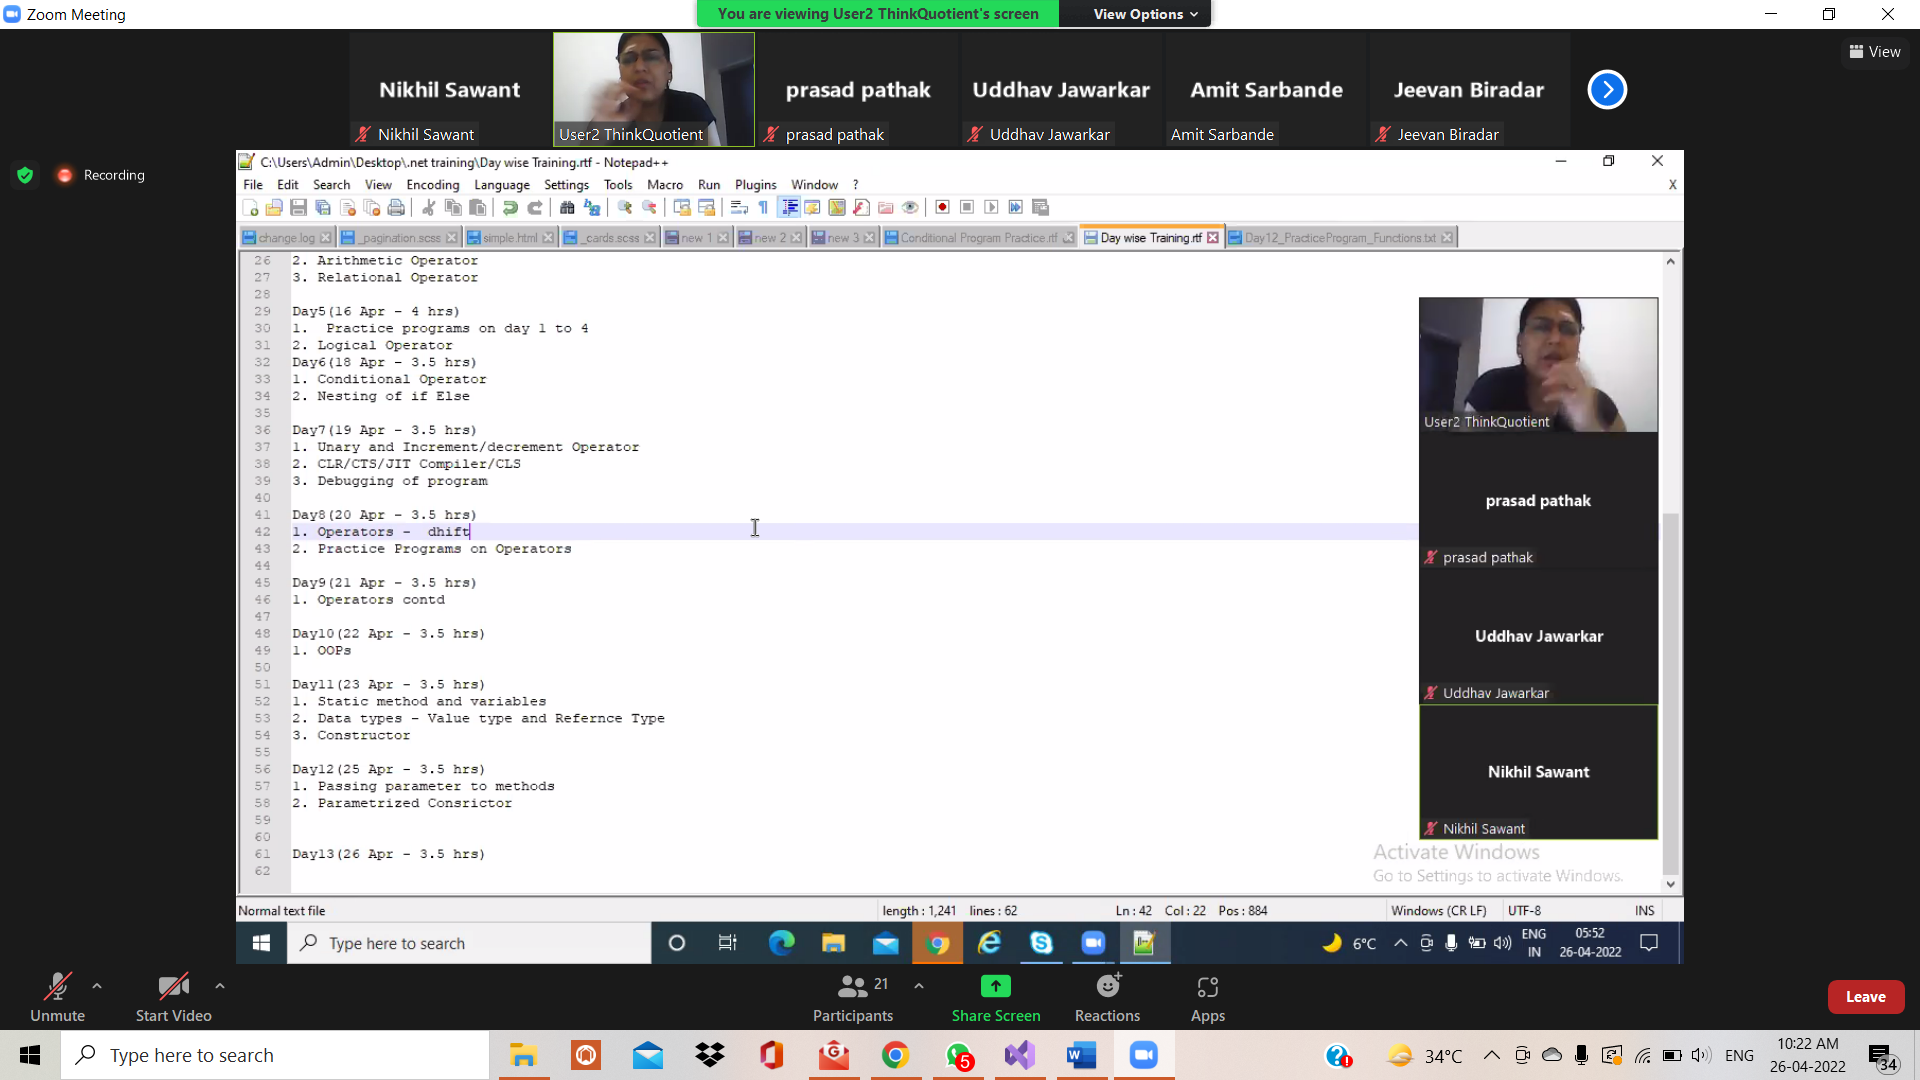 Zoom Meeting
You are viewing User2 ThinkQuotient's screen
View Options
View
Nikhil Sawant
prasad pathak
Uddhav Jawarkar
Amit Sarbande
Jeevan Biradar
Nikhil Sawant
User2 ThinkQuotient
prasad pathak
Uddhav Jawarkar
Amit Sarbande
Jeevan Biradar
Recording
C:\Users\Admin\Desktop\.net training\Day wise Training.rtf - Notepad++
File Edit Search View Encoding Language Settings Tools Macro Run Plugins Window ? X
change.log _pagination.scss simple.html _cards.scss new 1 new 2 new 3 Conditional Program Practice.rtf Day wise Training.rtf Day12_PracticeProgram_Functions.txt
26 2. Arithmetic Operator
27 3. Relational Operator
28
29 Day5(16 Apr - 4 hrs)
30 1.  Practice programs on day 1 to 4
31 2. Logical Operator
32 Day6(18 Apr - 3.5 hrs)
33 1. Conditional Operator
34 2. Nesting of if Else
35
36 Day7(19 Apr - 3.5 hrs)
37 1. Unary and Increment/decrement Operator
38 2. CLR/CTS/JIT Compiler/CLS
39 3. Debugging of program
40
41 Day8(20 Apr - 3.5 hrs)
42 1. Operators -  dhift
43 2. Practice Programs on Operators
44
45 Day9(21 Apr - 3.5 hrs)
46 1. Operators contd
47
48 Day10(22 Apr - 3.5 hrs)
49 1. OOPs
50
51 Day11(23 Apr - 3.5 hrs)
52 1. Static method and variables
53 2. Data types - Value type and Refernce Type
54 3. Constructor
55
56 Day12(25 Apr - 3.5 hrs)
57 1. Passing parameter to methods
58 2. Parametrized Consrictor
59
60
61 Day13(26 Apr - 3.5 hrs)
62
User2 ThinkQuotient
prasad pathak
prasad pathak
Uddhav Jawarkar
Uddhav Jawarkar
Nikhil Sawant
Nikhil Sawant
Activate Windows
Go to Settings to activate Windows.
Normal text file length : 1,241 lines : 62 Ln : 42 Col : 22 Pos : 884 Windows (CR LF) UTF-8 INS
Type here to search
6°C
ENG
IN
05:52
26-04-2022
Unmute
Start Video
21
Participants
Share Screen
Reactions
Apps
Leave
Type here to search
5
34°C
ENG
10:22 AM
26-04-2022
34